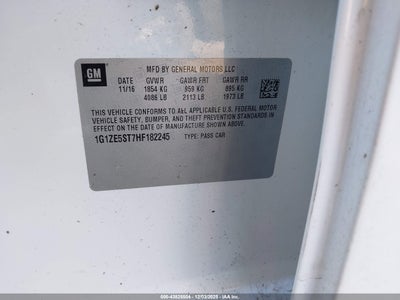 GM
MFD BY GENERAL MOTORS LLC
11/16 GVWR GAWR FRT GAWR RR
1854 KG 959 KG 895 KG
4086 LB 2113 LB 1973 LB
THIS VEHICLE CONFORMS TO ALL APPLICABLE U.S. FEDERAL MOTOR
VEHICLE SAFETY, BUMPER, AND THEFT PREVENTION STANDARDS IN
EFFECT ON THE DATE OF MANUFACTURE SHOWN ABOVE.
1G1ZE5ST7HF182245 TYPE: PASS CAR